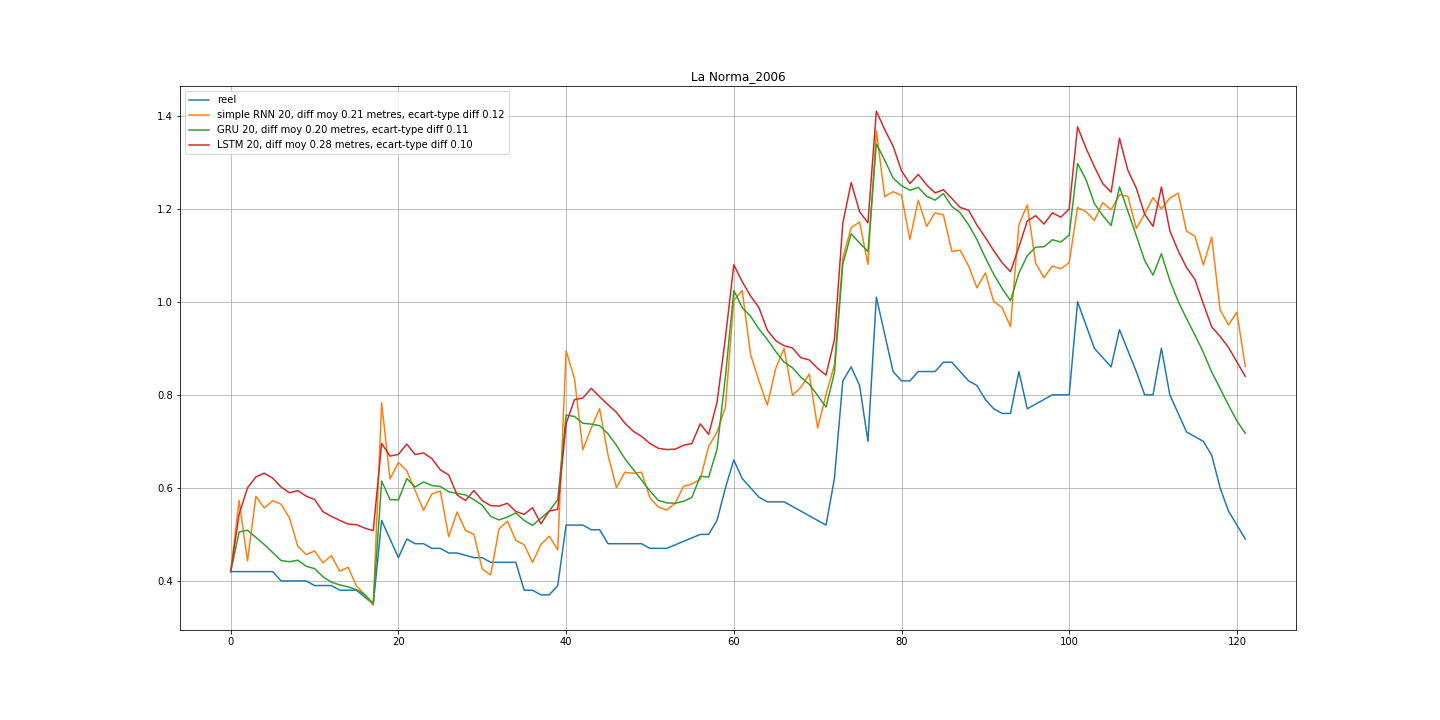 La Norma_2006
reel
simple RNN 20, diff moy 0.21 metres, ecart-type diff 0.12
GRU 20, diff moy 0.20 metres, ecart-type diff 0.11
LSTM 20, diff moy 0.28 metres, ecart-type diff 0.10
1.4
1.2
1.0
0.8
0.6
0.4
0 20 40 60 80 100 120